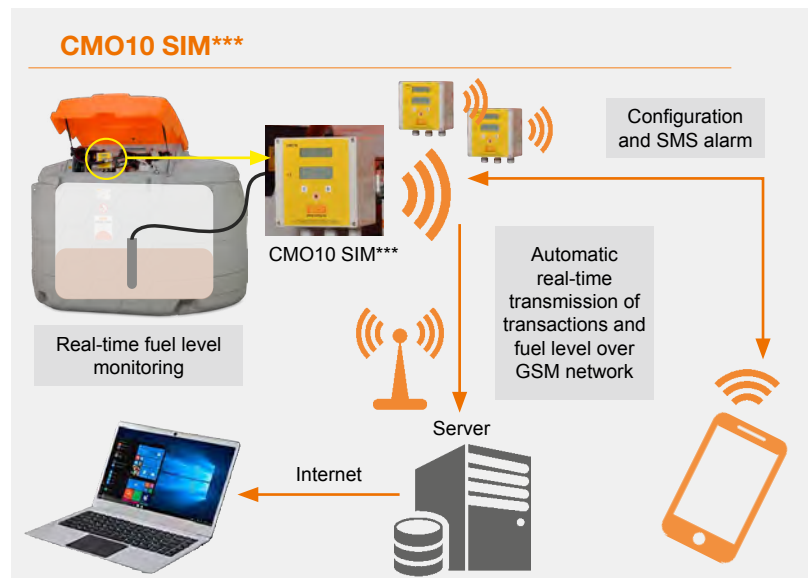 CMO10 SIM***
Configuration
and SMS alarm
CMO10 SIM***
Automatic
real-time
transmission of
transactions and
fuel level over
GSM network
Real-time fuel level
monitoring
Server
Internet